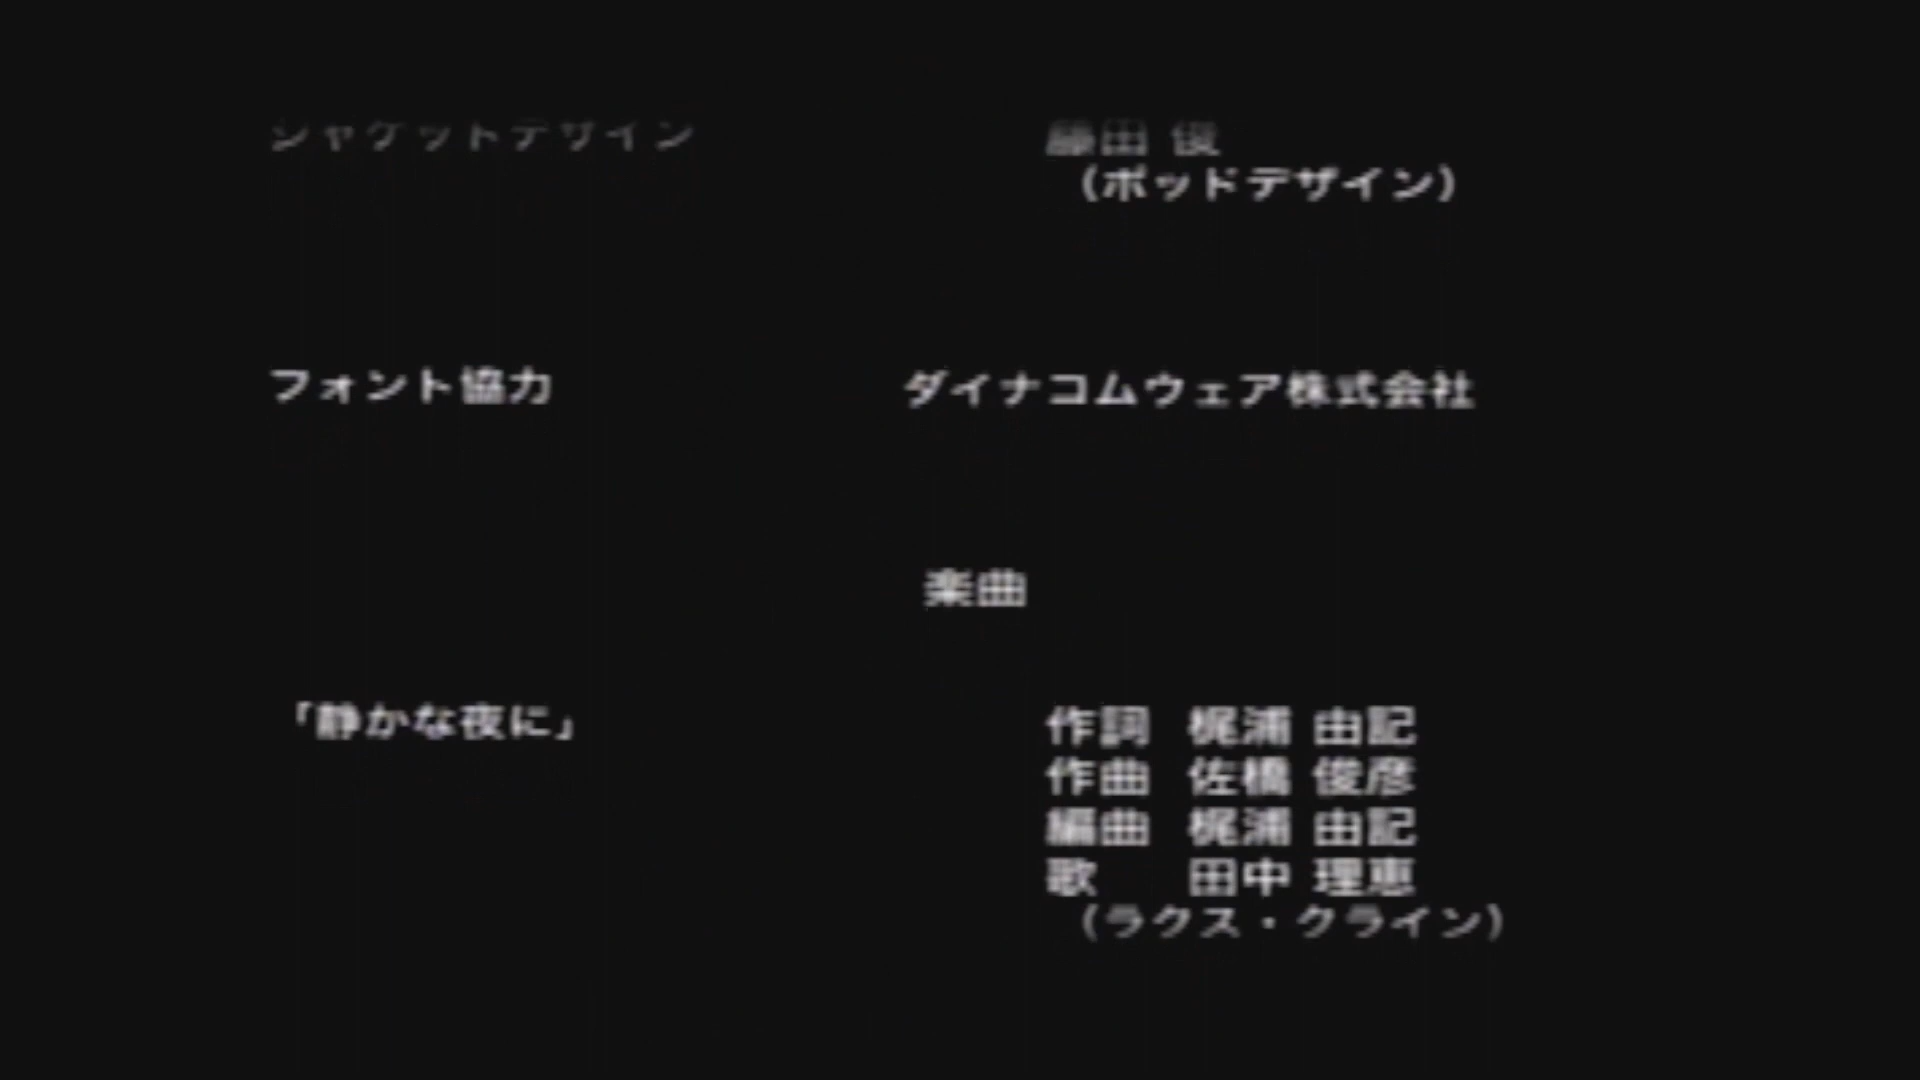 ジャケットデザイン 藤田 俊
（ポッドデザイン）
フォント協力 ダイナコムウェア株式会社
楽曲
「静かな夜に」 作詞 梶浦 由記
作曲 佐橋 俊彦
編曲 梶浦 由記
歌 田中 理恵
（ラクス・クライン）